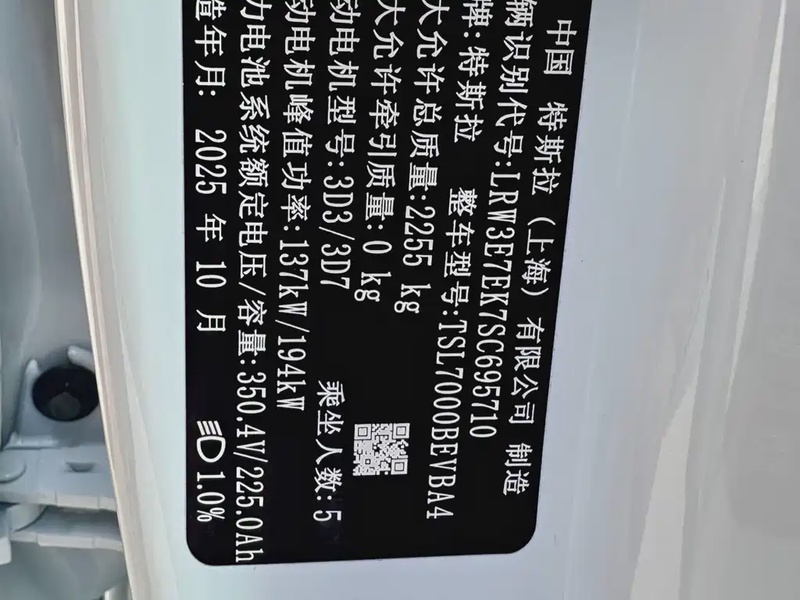 中国 特斯拉（上海）有限公司 制造
辆识别代号:LRW3E7EK7SC695710
牌:特斯拉 整车型号:TSL7000BEVBA4
大允许总质量:2255 kg
大允许牵引质量:0 kg
动电机型号:3D3/3D7 乘坐人数:5
动电机峰值功率:137kW/194kW
力电池系统额定电压/容量:350.4V/225.0Ah
造年月: 2025 年 10 月 1.0%